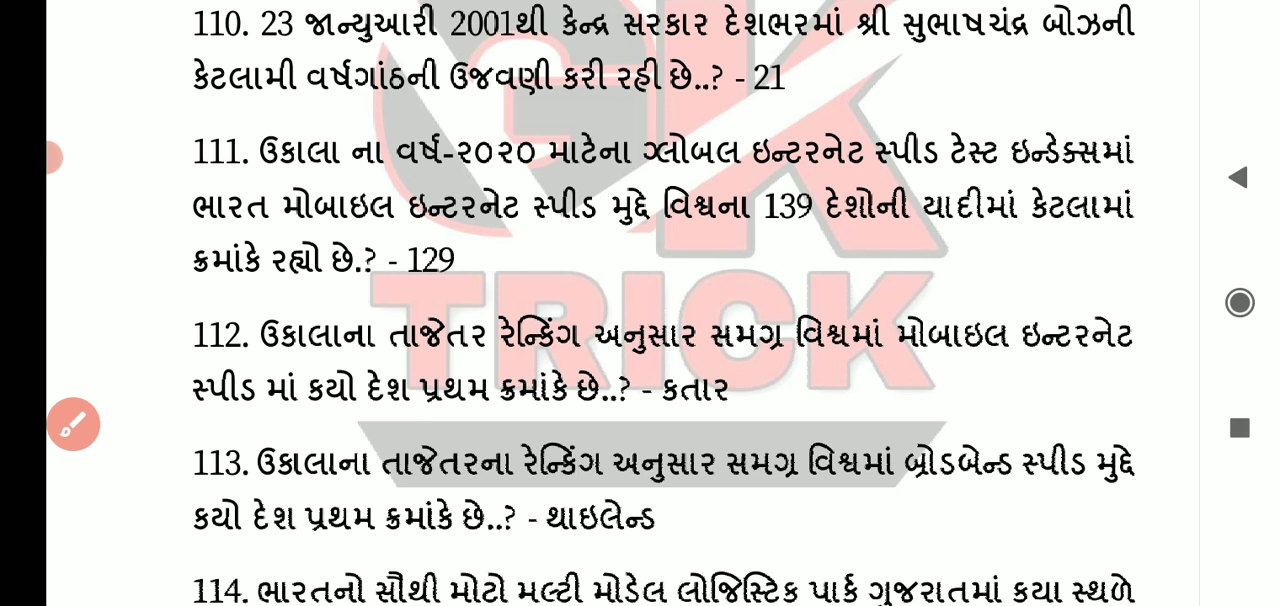 110. 23 જાન્યુઆરી 2001થી કેન્દ્ર સરકાર દેશભરમાં શ્રી સુભાષચંદ્ર બોઝની
કેટલામી વર્ષગાંઠની ઉજવણી કરી રહી છે..? - 21
111. ઉકાલા ના વર્ષ-૨૦૨૦ માટેના ગ્લોબલ ઇન્ટરનેટ સ્પીડ ટેસ્ટ ઇન્ડેક્સમાં
ભારત મોબાઇલ ઇન્ટરનેટ સ્પીડ મુદ્દે વિશ્વના 139 દેશોની યાદીમાં કેટલામાં
ક્રમાંકે રહ્યો છે.? - 129
112. ઉકાલાના તાજેતર રેન્કિંગ અનુસાર સમગ્ર વિશ્વમાં મોબાઇલ ઇન્ટરનેટ
સ્પીડ માં કયો દેશ પ્રથમ ક્રમાંકે છે..? - કતાર
113. ઉકાલાના તાજેતરના રેન્કિંગ અનુસાર સમગ્ર વિશ્વમાં બ્રોડબેન્ડ સ્પીડ મુદ્દે
કયો દેશ પ્રથમ ક્રમાંકે છે..? - થાઇલેન્ડ
114. ભારતનો સૌથી મોટો મલ્ટી મોડેલ લોજિસ્ટિક પાર્ક ગુજરાતમાં કયા સ્થળે
GK
TRICK